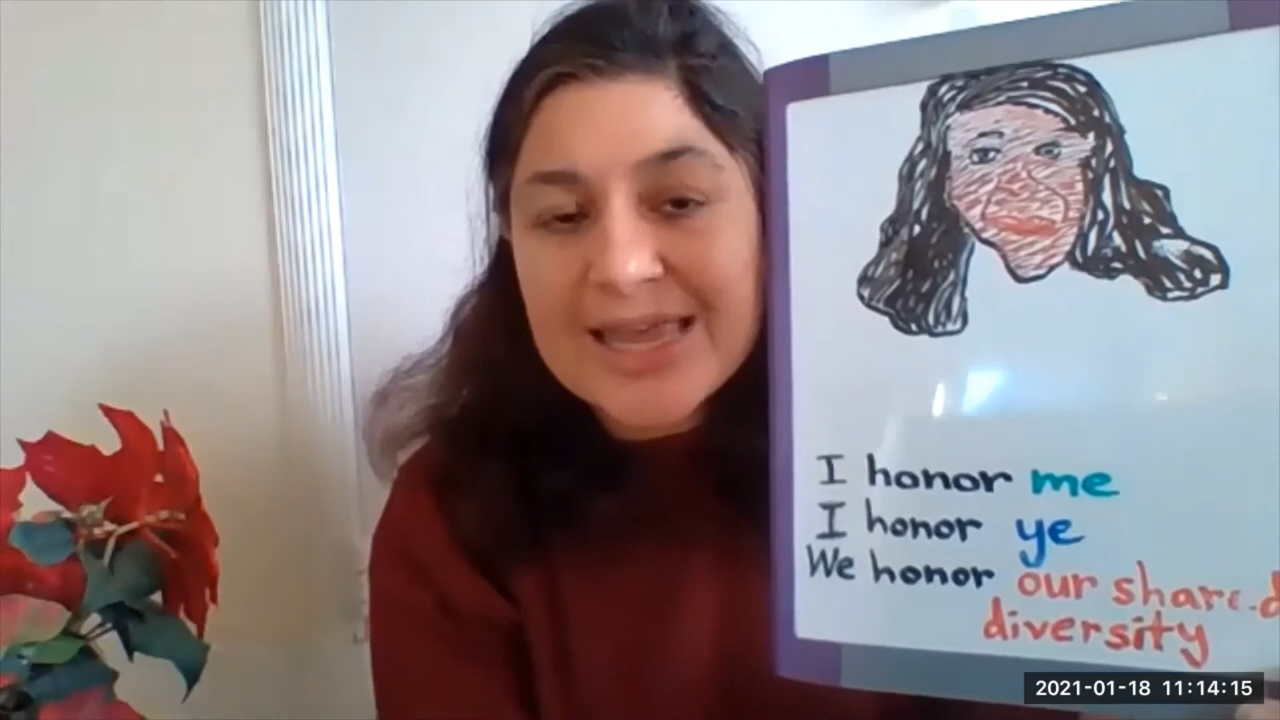 I honor me
I honor ye
We honor our shared
diversity
2021-01-18 11:14:15